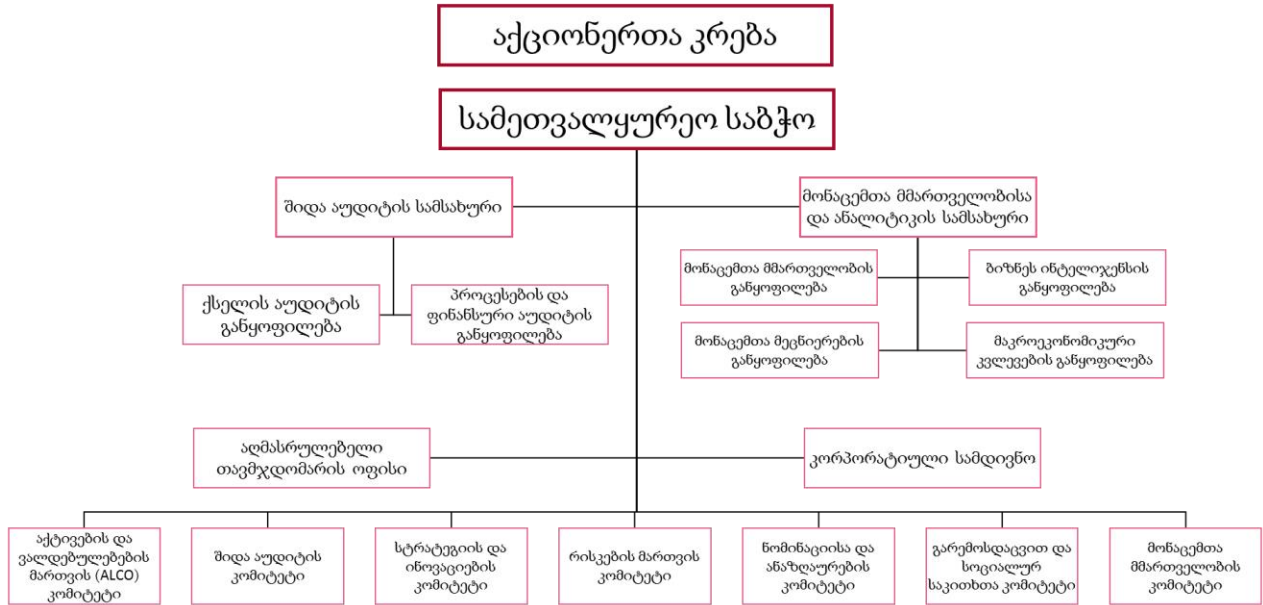 აქციონერთა კრება
სამეთვალყურეო საბჭო
შიდა აუდიტის სამსახური
მონაცემთა მმართველობისა
და ანალიტიკის სამსახური
მონაცემთა მმართველობის
განყოფილება
ბიზნეს ინტელიჯენსის
განყოფილება
ქსელის აუდიტის
განყოფილება
პროცესების და
ფინანსური აუდიტის
განყოფილება
მონაცემთა მეცნიერების
განყოფილება
მაკროეკონომიკური
კვლევების განყოფილება
აღმასრულებელი
თავმჯდომარის ოფისი
კორპორატიული სამდივნო
აქტივების და
ვალდებულებების
მართვის (ALCO)
კომიტეტი
შიდა აუდიტის
კომიტეტი
სტრატეგიის და
ინოვაციების
კომიტეტი
რისკების მართვის
კომიტეტი
ნომინაციისა და
ანაზღაურების
კომიტეტი
გარემოსდაცვით და
სოციალურ
საკითხთა კომიტეტი
მონაცემთა
მმართველობის
კომიტეტი